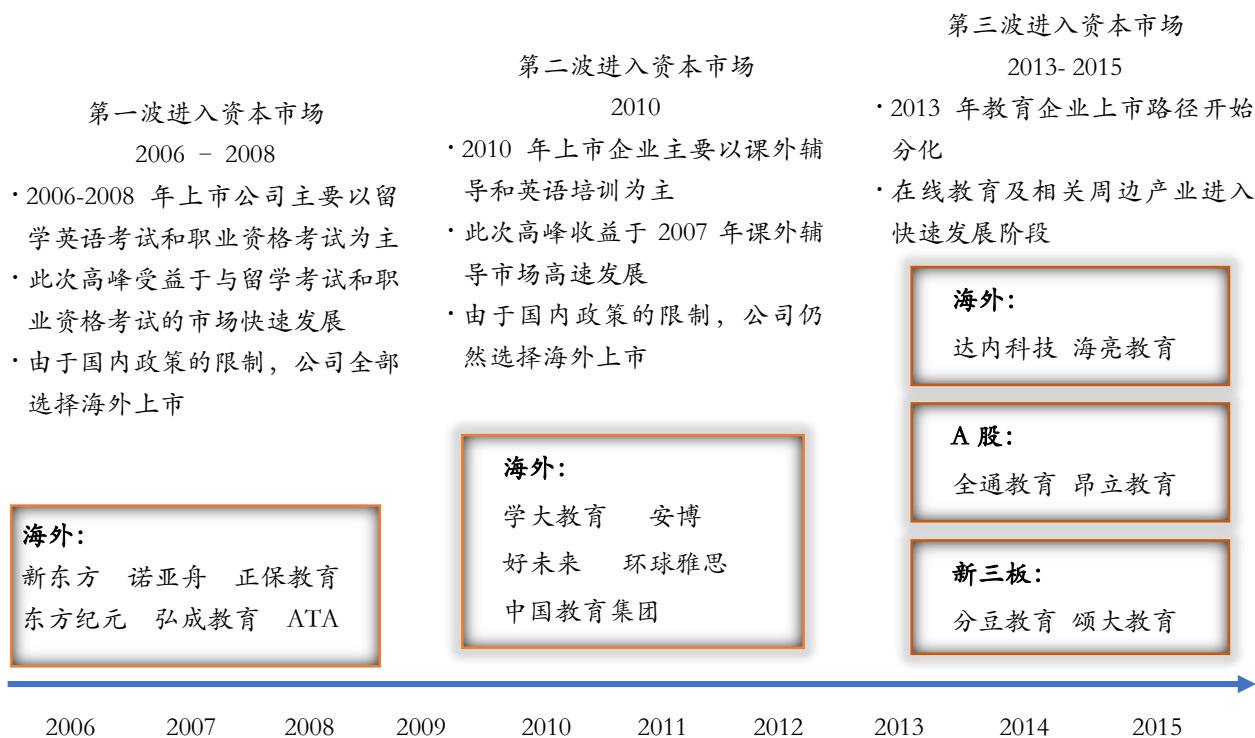 第一波进入资本市场
2006 – 2008
·2006-2008 年上市公司主要以留
学英语考试和职业资格考试为主
·此次高峰受益于与留学考试和职
业资格考试的市场快速发展
·由于国内政策的限制，公司全部
选择海外上市
海外：
新东方 诺亚舟 正保教育
东方纪元 弘成教育 ATA
第二波进入资本市场
2010
·2010 年上市企业主要以课外辅
导和英语培训为主
·此次高峰收益于 2007 年课外辅
导市场高速发展
·由于国内政策的限制，公司仍
然选择海外上市
海外：
学大教育 安博
好未来 环球雅思
中国教育集团
第三波进入资本市场
2013- 2015
·2013 年教育企业上市路径开始
分化
·在线教育及相关周边产业进入
快速发展阶段
海外：
达内科技 海亮教育
A 股：
全通教育 昂立教育
新三板：
分豆教育 颂大教育
2006 2007 2008 2009 2010 2011 2012 2013 2014 2015